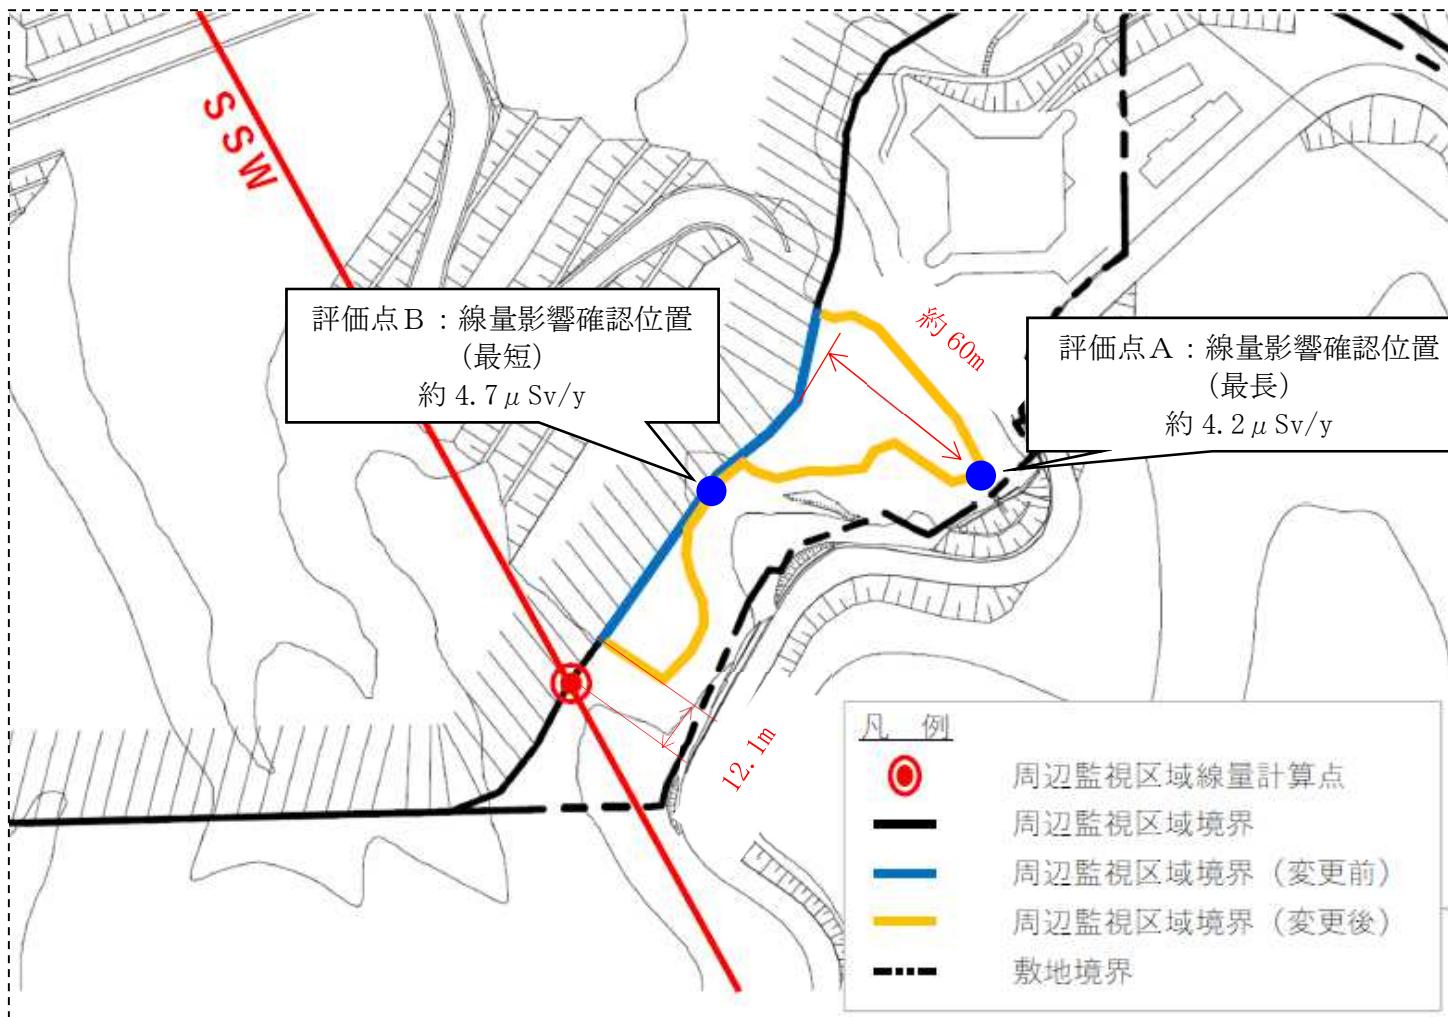 SSW
評価点B：線量影響確認位置
(最短)
約 4.7μSv/y
約 60m
評価点A：線量影響確認位置
(最長)
約 4.2μSv/y
12.1m
凡 例
周辺監視区域線量計算点
周辺監視区域境界
周辺監視区域境界（変更前）
周辺監視区域境界（変更後）
敷地境界